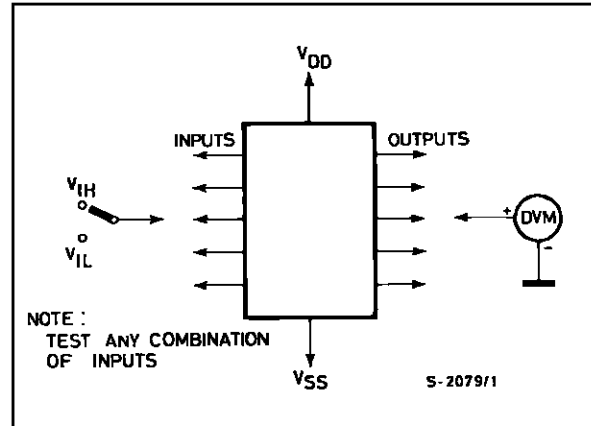 VDD
INPUTS
OUTPUTS
VIH
VIL
+
DVM
-
NOTE :
TEST ANY COMBINATION
OF INPUTS
VSS
S-2079/1